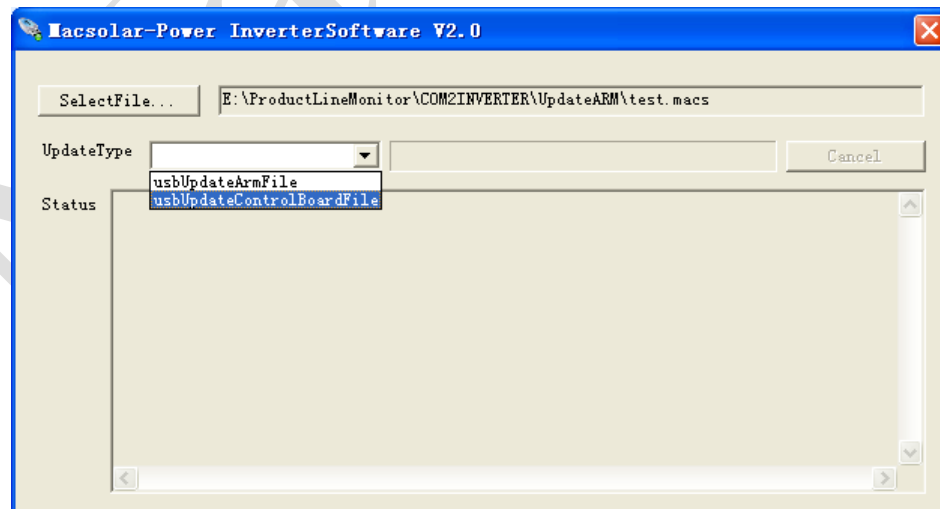 Macsolar-Power InverterSoftware V2.0
SelectFile... E:\ProductLineMonitor\COM2INVERTER\UpdateARM\test.macs
UpdateType Cancel
usbUpdateArmFile
usbUpdateControlBoardFile
Status